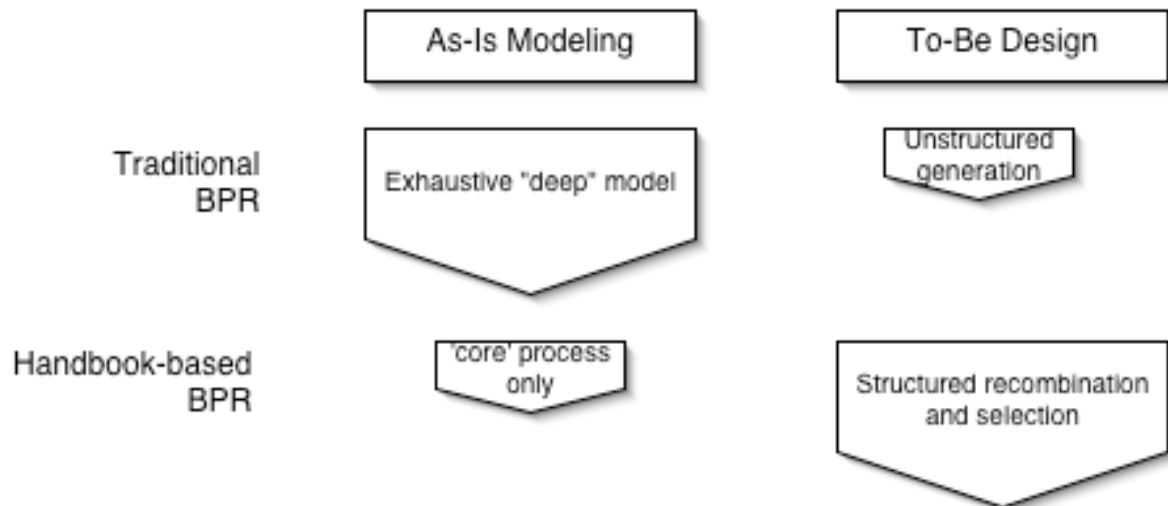 As-Is Modeling
To-Be Design
Traditional
BPR
Exhaustive "deep" model
Unstructured
generation
Handbook-based
BPR
'core' process
only
Structured recombination
and selection